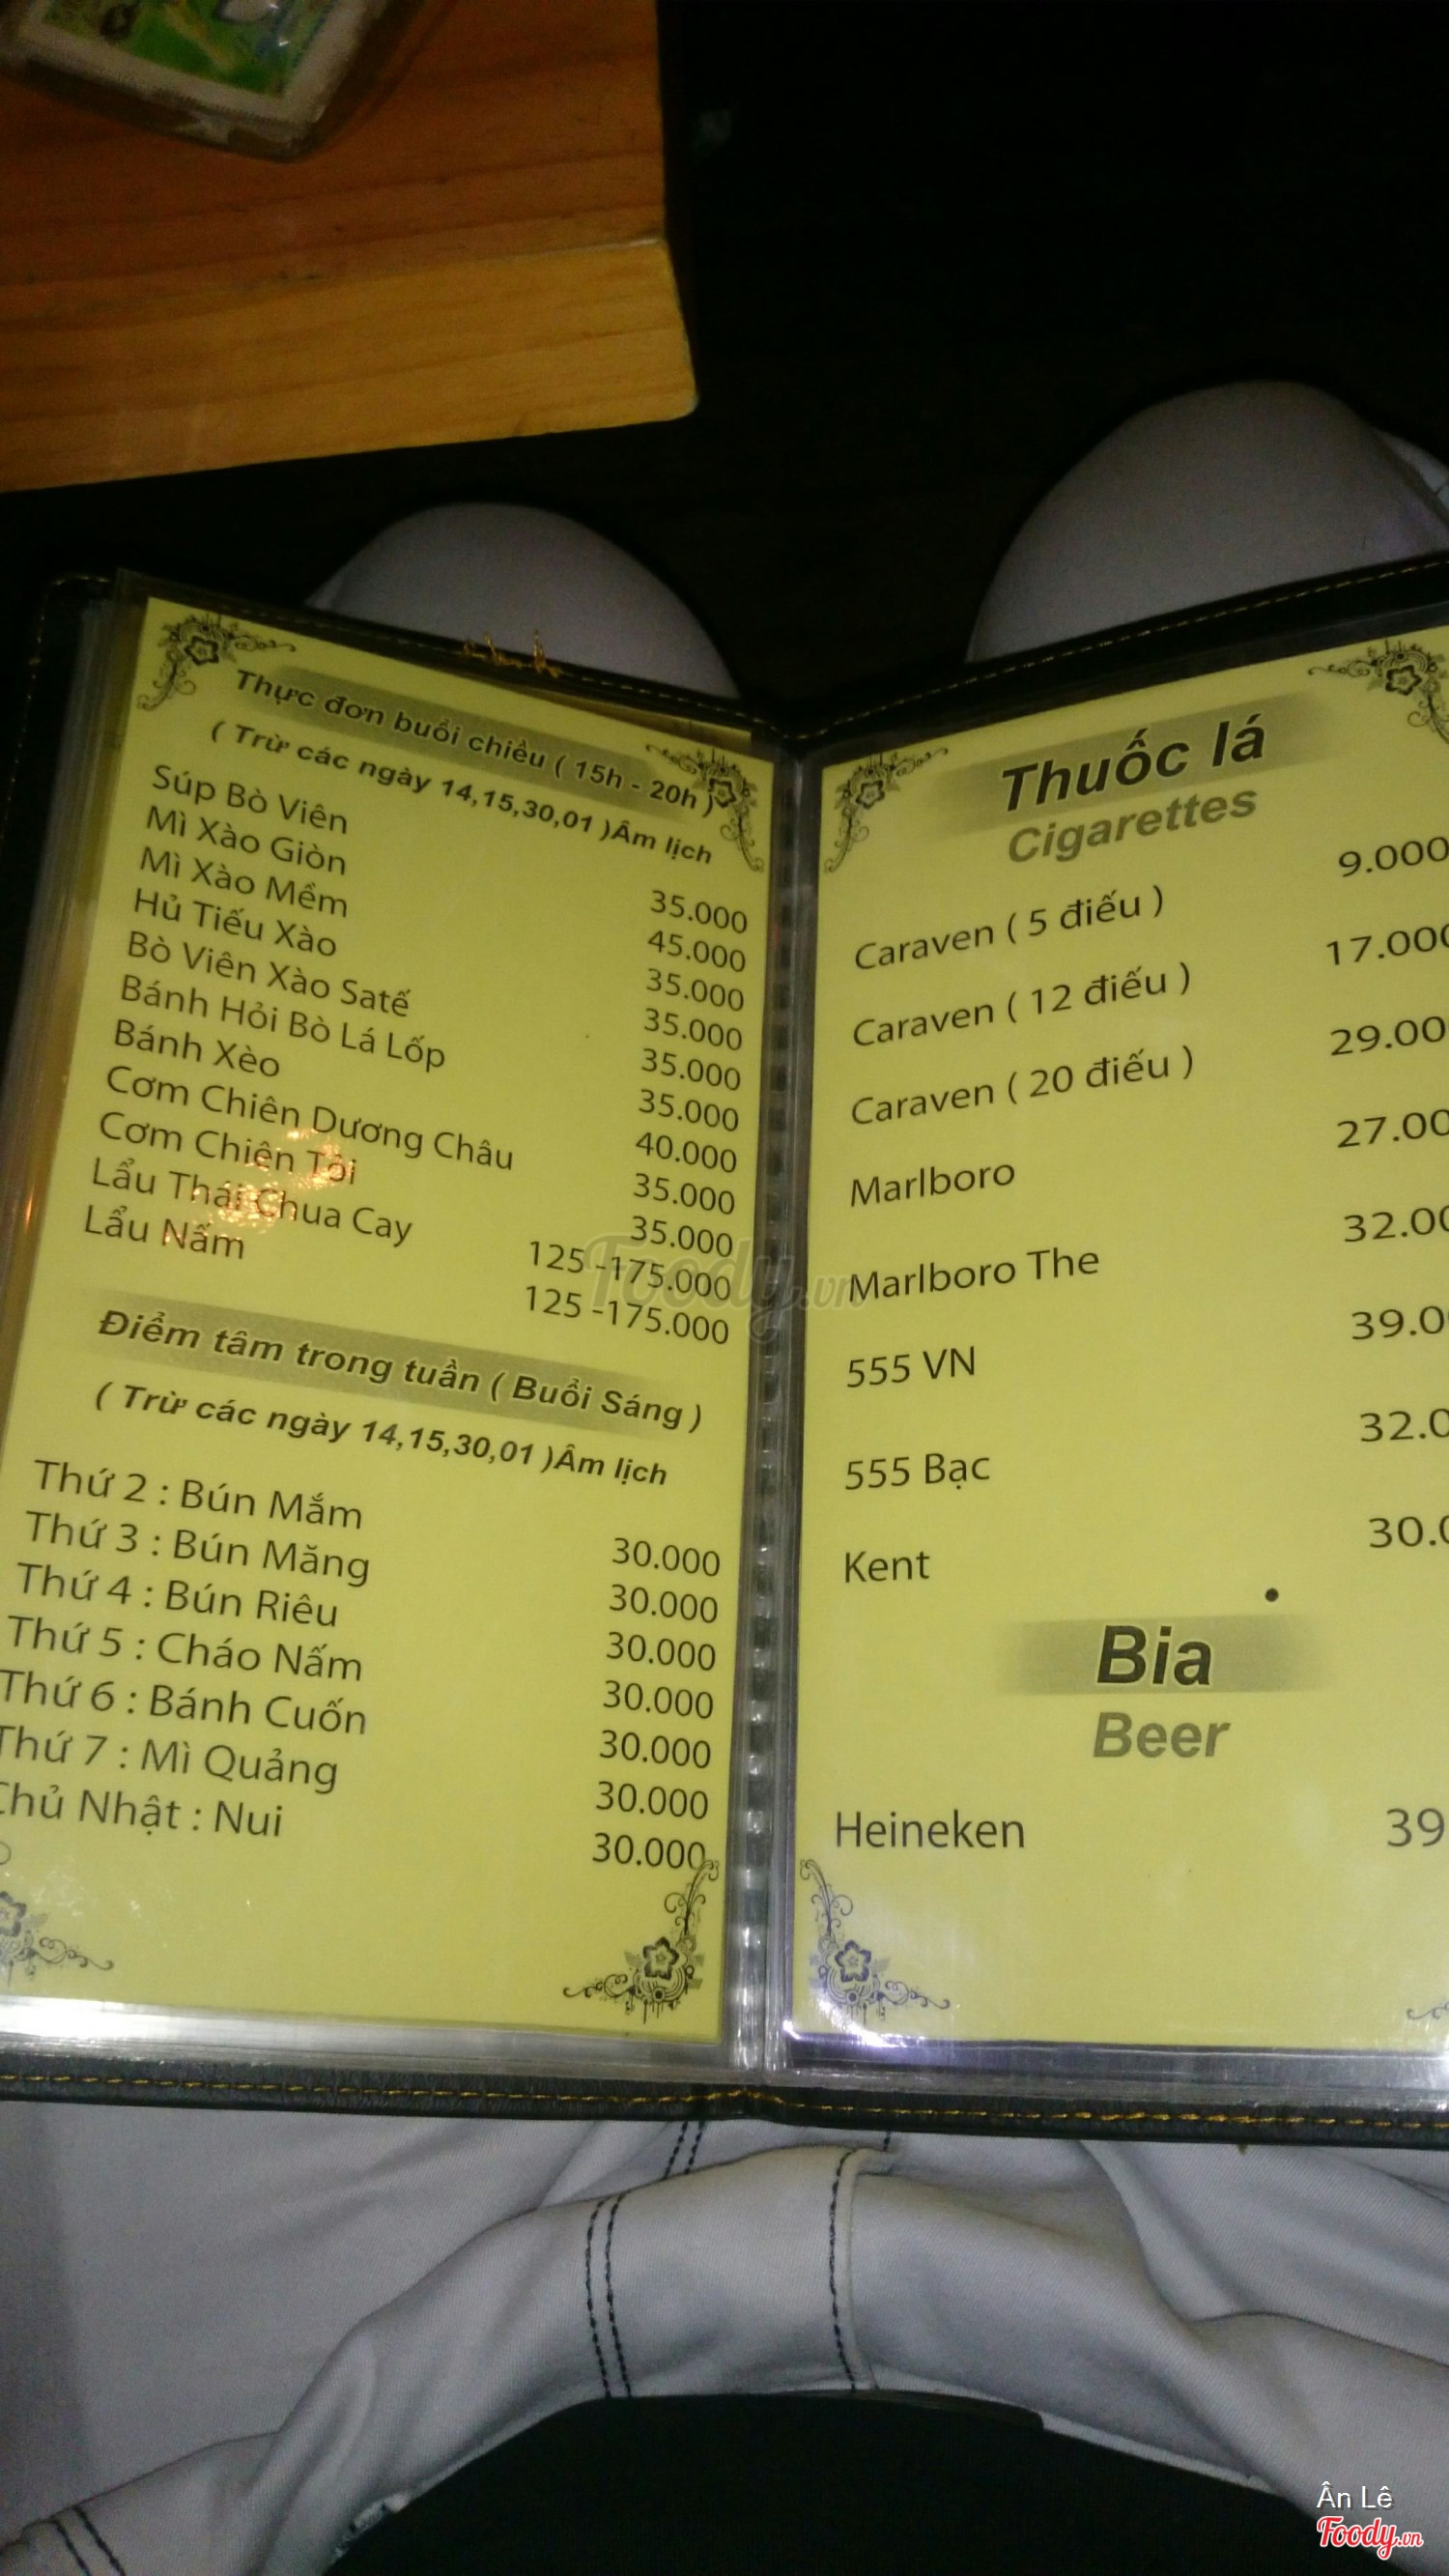 Thực đơn buổi chiều ( 15h - 20h )
( Trừ các ngày 14,15,30,01 )Âm lịch
Súp Bò Viên 35.000
Mì Xào Giòn 45.000
Mì Xào Mềm 35.000
Hủ Tiếu Xào 35.000
Bò Viên Xào Satế 35.000
Bánh Hỏi Bò Lá Lốp 35.000
Bánh Xèo 40.000
Cơm Chiên Dương Châu 35.000
Cơm Chiên Tỏi 35.000
Lẩu Thái Chua Cay 125 -175.000
Lẩu Nấm 125 -175.000
Điểm tâm trong tuần ( Buổi Sáng )
( Trừ các ngày 14,15,30,01 )Âm lịch
Thứ 2 : Bún Mắm 30.000
Thứ 3 : Bún Măng 30.000
Thứ 4 : Bún Riêu 30.000
Thứ 5 : Cháo Nấm 30.000
Thứ 6 : Bánh Cuốn 30.000
Thứ 7 : Mì Quảng 30.000
Chủ Nhật : Nui 30.000
Thuốc lá
Cigarettes
Caraven ( 5 điếu ) 9.000
Caraven ( 12 điếu ) 17.000
Caraven ( 20 điếu ) 29.00
Marlboro 27.00
Marlboro The 32.00
555 VN 39.0
555 Bạc 32.0
Kent 30.0
Bia
Beer
Heineken 39
Foody.vn
Ân Lê
Foody.vn